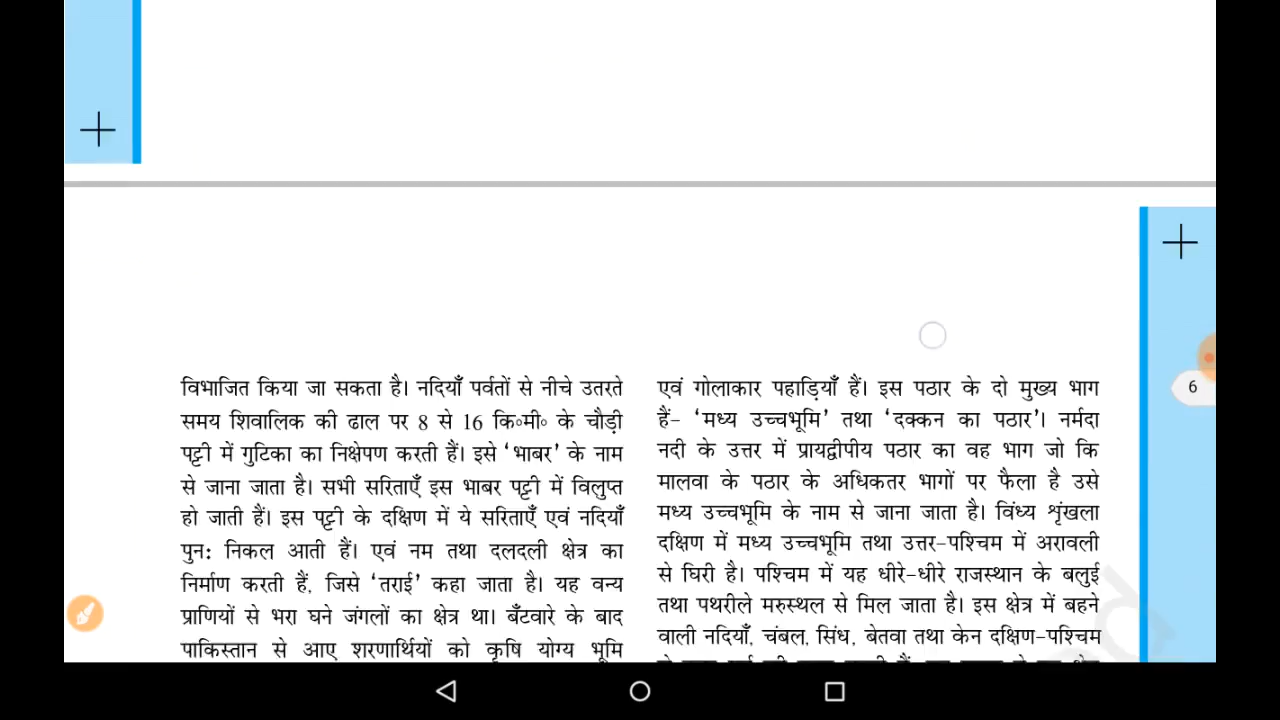 विभाजित किया जा सकता है। नदियाँ पर्वतों से नीचे उतरते
समय शिवालिक की ढाल पर 8 से 16 कि॰मी॰ के चौड़ी
पट्टी में गुटिका का निक्षेपण करती हैं। इसे ‘भाबर’ के नाम
से जाना जाता है। सभी सरिताएँ इस भाबर पट्टी में विलुप्त
हो जाती हैं। इस पट्टी के दक्षिण में ये सरिताएँ एवं नदियाँ
पुन: निकल आती हैं। एवं नम तथा दलदली क्षेत्र का
निर्माण करती हैं, जिसे ‘तराई’ कहा जाता है। यह वन्य
प्राणियों से भरा घने जंगलों का क्षेत्र था। बँटवारे के बाद
पाकिस्तान से आए शरणार्थियों को कृषि योग्य भूमि
एवं गोलाकार पहाड़ियाँ हैं। इस पठार के दो मुख्य भाग
हैं- ‘मध्य उच्चभूमि’ तथा ‘दक्कन का पठार’। नर्मदा
नदी के उत्तर में प्रायद्वीपीय पठार का वह भाग जो कि
मालवा के पठार के अधिकतर भागों पर फैला है उसे
मध्य उच्चभूमि के नाम से जाना जाता है। विंध्य शृंखला
दक्षिण में मध्य उच्चभूमि तथा उत्तर-पश्चिम में अरावली
से घिरी है। पश्चिम में यह धीरे-धीरे राजस्थान के बलुई
तथा पथरीले मरुस्थल से मिल जाता है। इस क्षेत्र में बहने
वाली नदियाँ, चंबल, सिंध, बेतवा तथा केन दक्षिण-पश्चिम
6